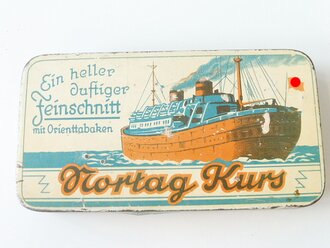 Ein heller
duftiger
Feinschnitt
mit Orienttabaken
Nortag Kurs